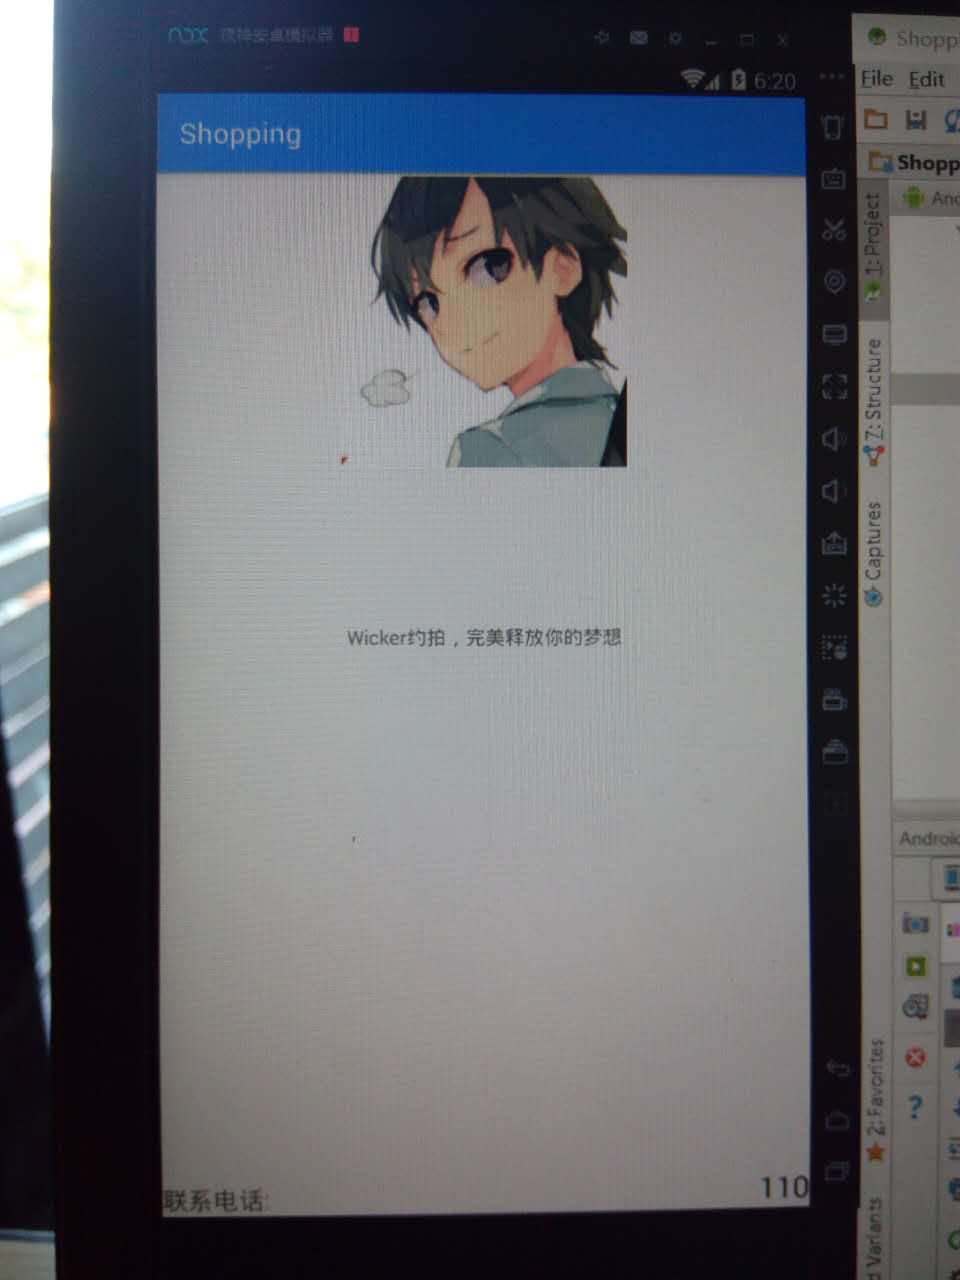 nox 夜神安卓模拟器
6:20
Shopping
Wicker约拍，完美释放你的梦想
联系电话:
110
File Edit
1: Project
7: Structure
Captures
2: Favorites